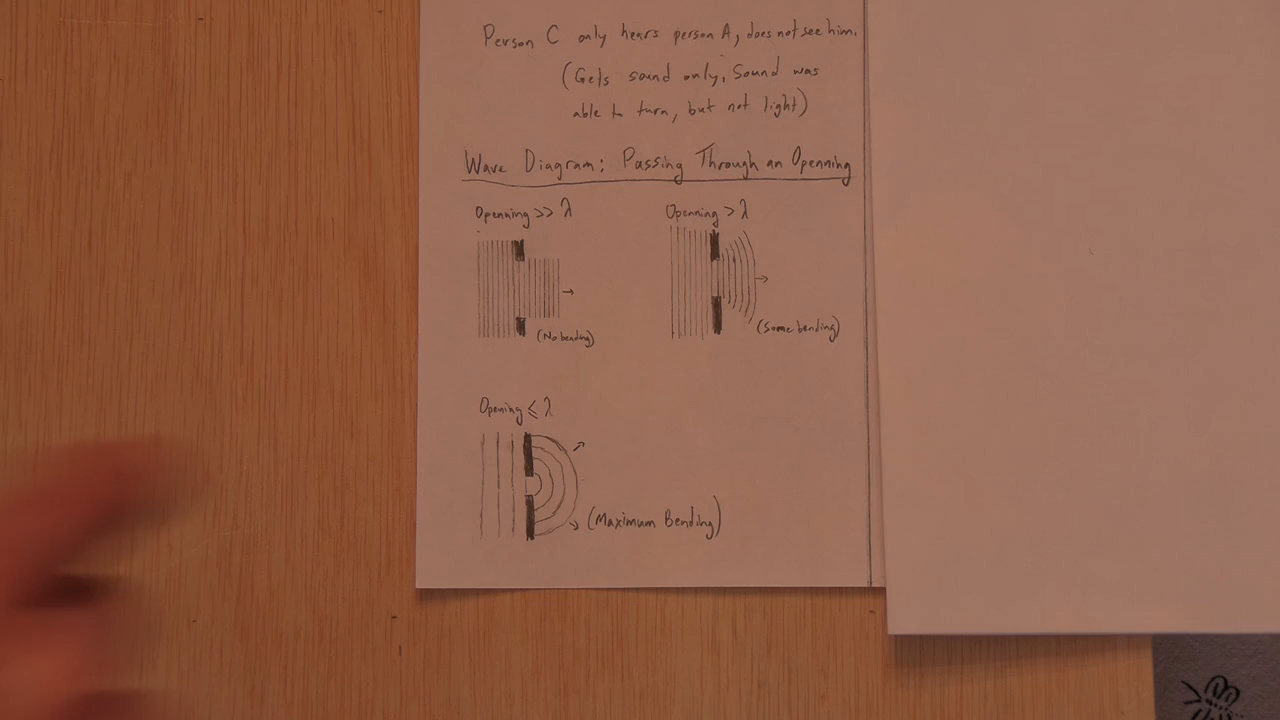 Person C only hears person A, does not see him.
(Gets sound only, Sound was
able to turn, but not light)
Wave Diagram: Passing Through an Openning
Openning >> λ
Openning > λ
(No bending)
(Some bending)
Opening ≤ λ
(Maximum Bending)